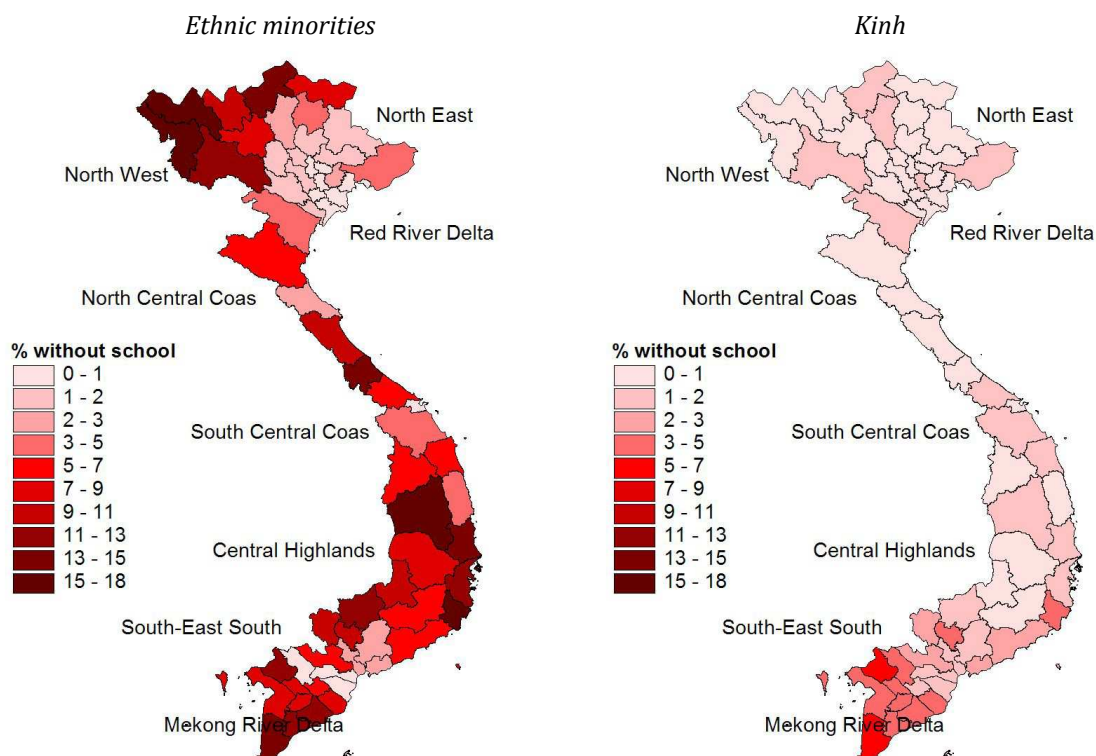 Ethnic minorities
North East
North West
Red River Delta
North Central Coas
% without school
0 - 1
1 - 2
2 - 3
3 - 5
5 - 7
7 - 9
9 - 11
11 - 13
13 - 15
15 - 18
South Central Coas
Central Highlands
South-East South
Mekong River Delta
Kinh
North East
North West
Red River Delta
North Central Coas
% without school
0 - 1
1 - 2
2 - 3
3 - 5
5 - 7
7 - 9
9 - 11
11 - 13
13 - 15
15 - 18
South Central Coas
Central Highlands
South-East South
Mekong River Delta